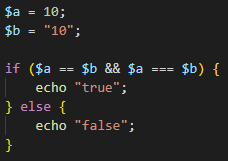 $a = 10;
$b = "10";

if ($a == $b && $a === $b) {
    echo "true";
} else {
    echo "false";
}